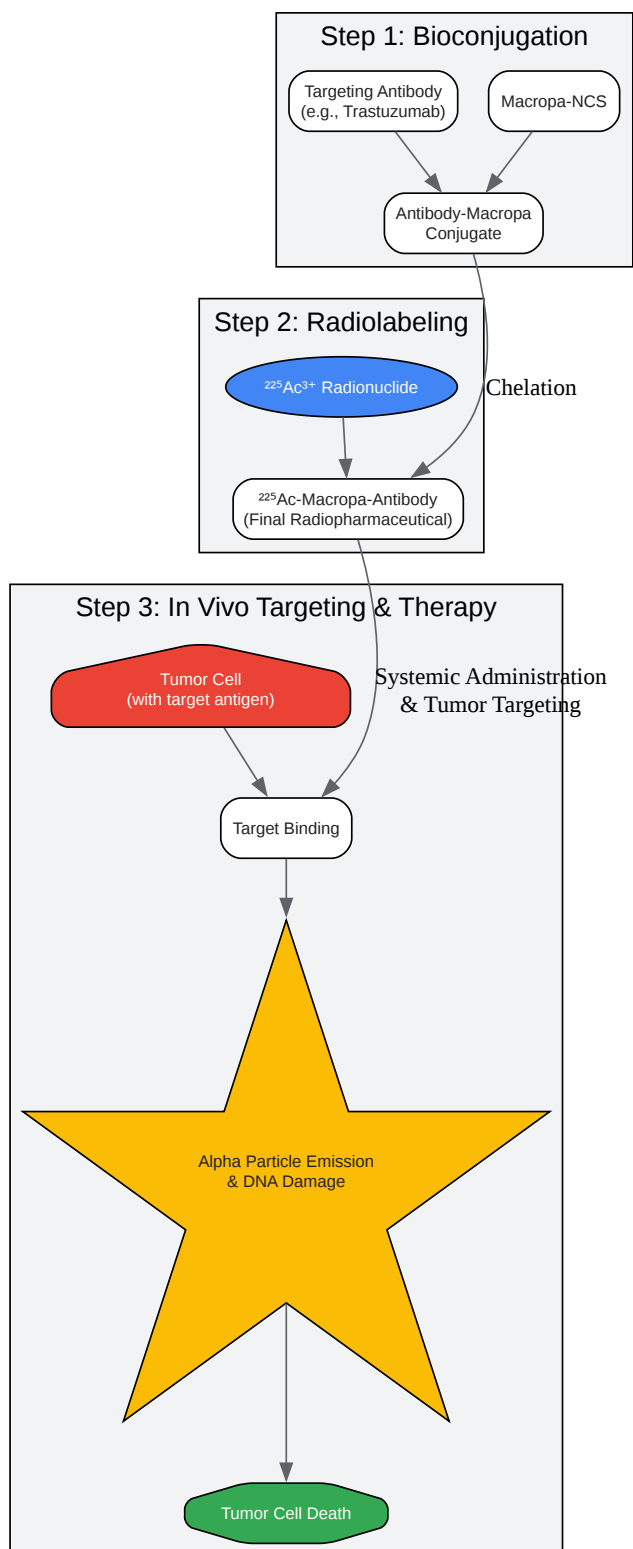 Step 1: Bioconjugation
Targeting Antibody
(e.g., Trastuzumab)
Macropa-NCS
Antibody-Macropa
Conjugate
Step 2: Radiolabeling
²²⁵Ac³⁺ Radionuclide
Chelation
²²⁵Ac-Macropa-Antibody
(Final Radiopharmaceutical)
Step 3: In Vivo Targeting & Therapy
Tumor Cell
(with target antigen)
Systemic Administration
& Tumor Targeting
Target Binding
Alpha Particle Emission
& DNA Damage
Tumor Cell Death